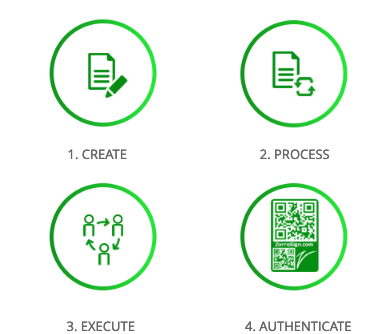 1. CREATE
2. PROCESS
3. EXECUTE
ZorroSign.com
4. AUTHENTICATE